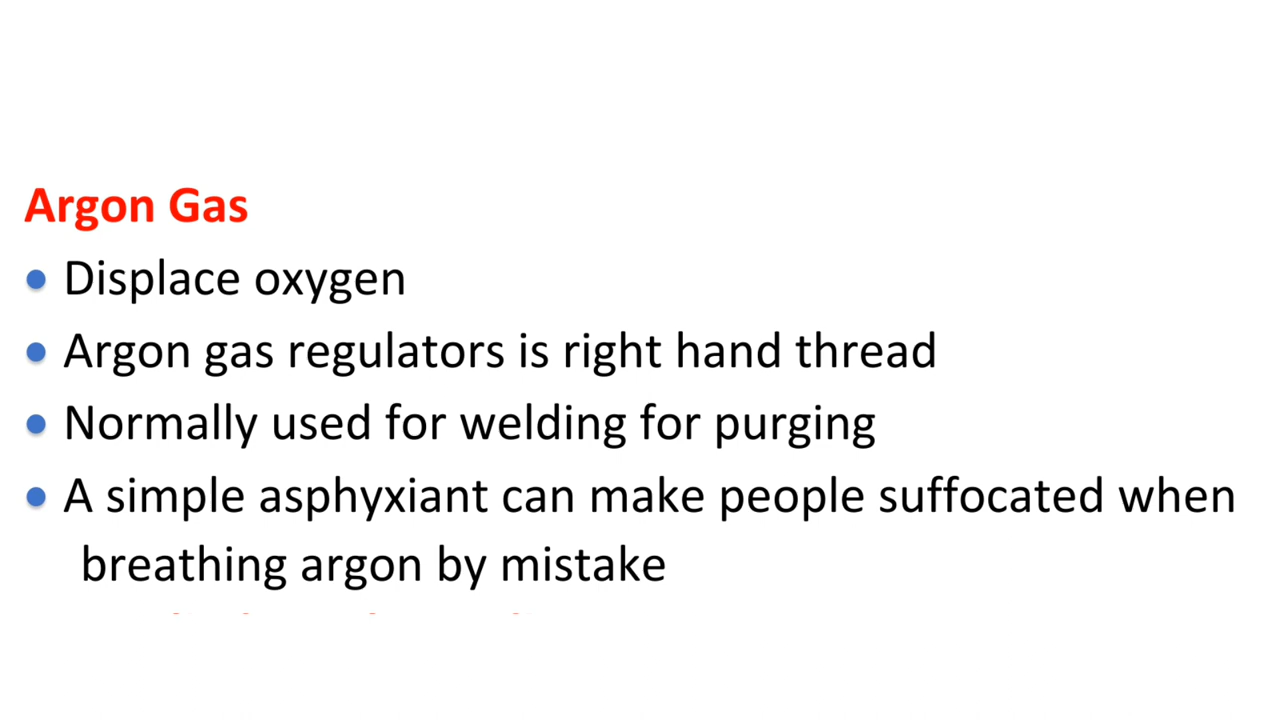 Argon Gas
• Displace oxygen
• Argon gas regulators is right hand thread
• Normally used for welding for purging
• A simple asphyxiant can make people suffocated when
breathing argon by mistake